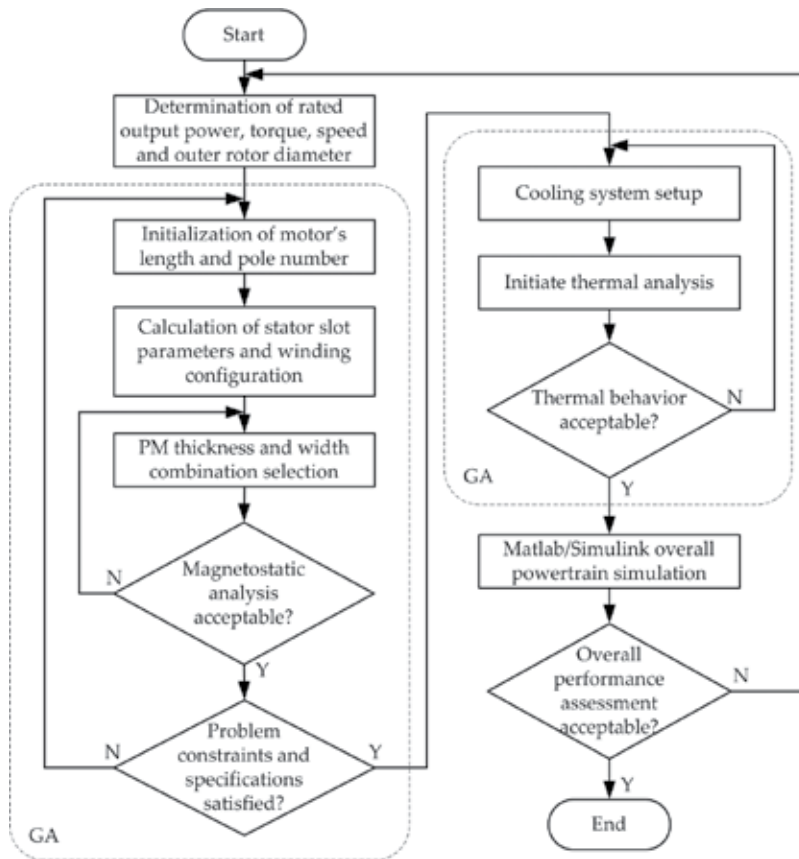 Start
Determination of rated
output power, torque, speed
and outer rotor diameter
Initialization of motor's
length and pole number
Calculation of stator slot
parameters and winding
configuration
PM thickness and width
combination selection
N
Magnetostatic
analysis
acceptable?
Y
N
Problem
constraints and
specifications
satisfied?
Y
GA
Cooling system setup
Initiate thermal analysis
Thermal behavior
acceptable?
N
GA
Y
Matlab/Simulink overall
powertrain simulation
Overall
performance
assessment
acceptable?
N
Y
End